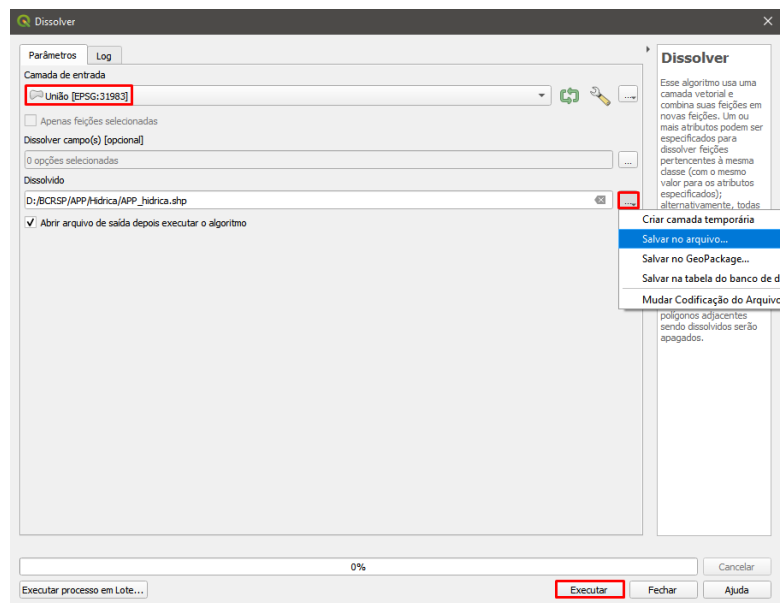 Dissolver
Parâmetros
Log
Camada de entrada
União [EPSG:31983]
Apenas feições selecionadas
Dissolver campo(s) [opcional]
0 opções selecionadas
...
Dissolvido
D:/BCRSP/APP/Hidrica/APP_hidrica.shp
Abrir arquivo de saída depois executar o algoritmo
Dissolver
Esse algoritmo usa uma
camada vetorial e
combina suas feições em
novas feições. Um ou
mais atributos podem ser
especificados para
dissolver feições
pertencentes à mesma
classe (com o mesmo
valor para os atributos
especificados);
alternativamente, todas
Criar camada temporária
Salvar no arquivo...
Salvar no GeoPackage...
Salvar na tabela do banco de d
Mudar Codificação do Arquivo
polígonos adjacentes
sendo dissolvidos serão
apagados.
0%
Cancelar
Executar processo em Lote...
Executar
Fechar
Ajuda